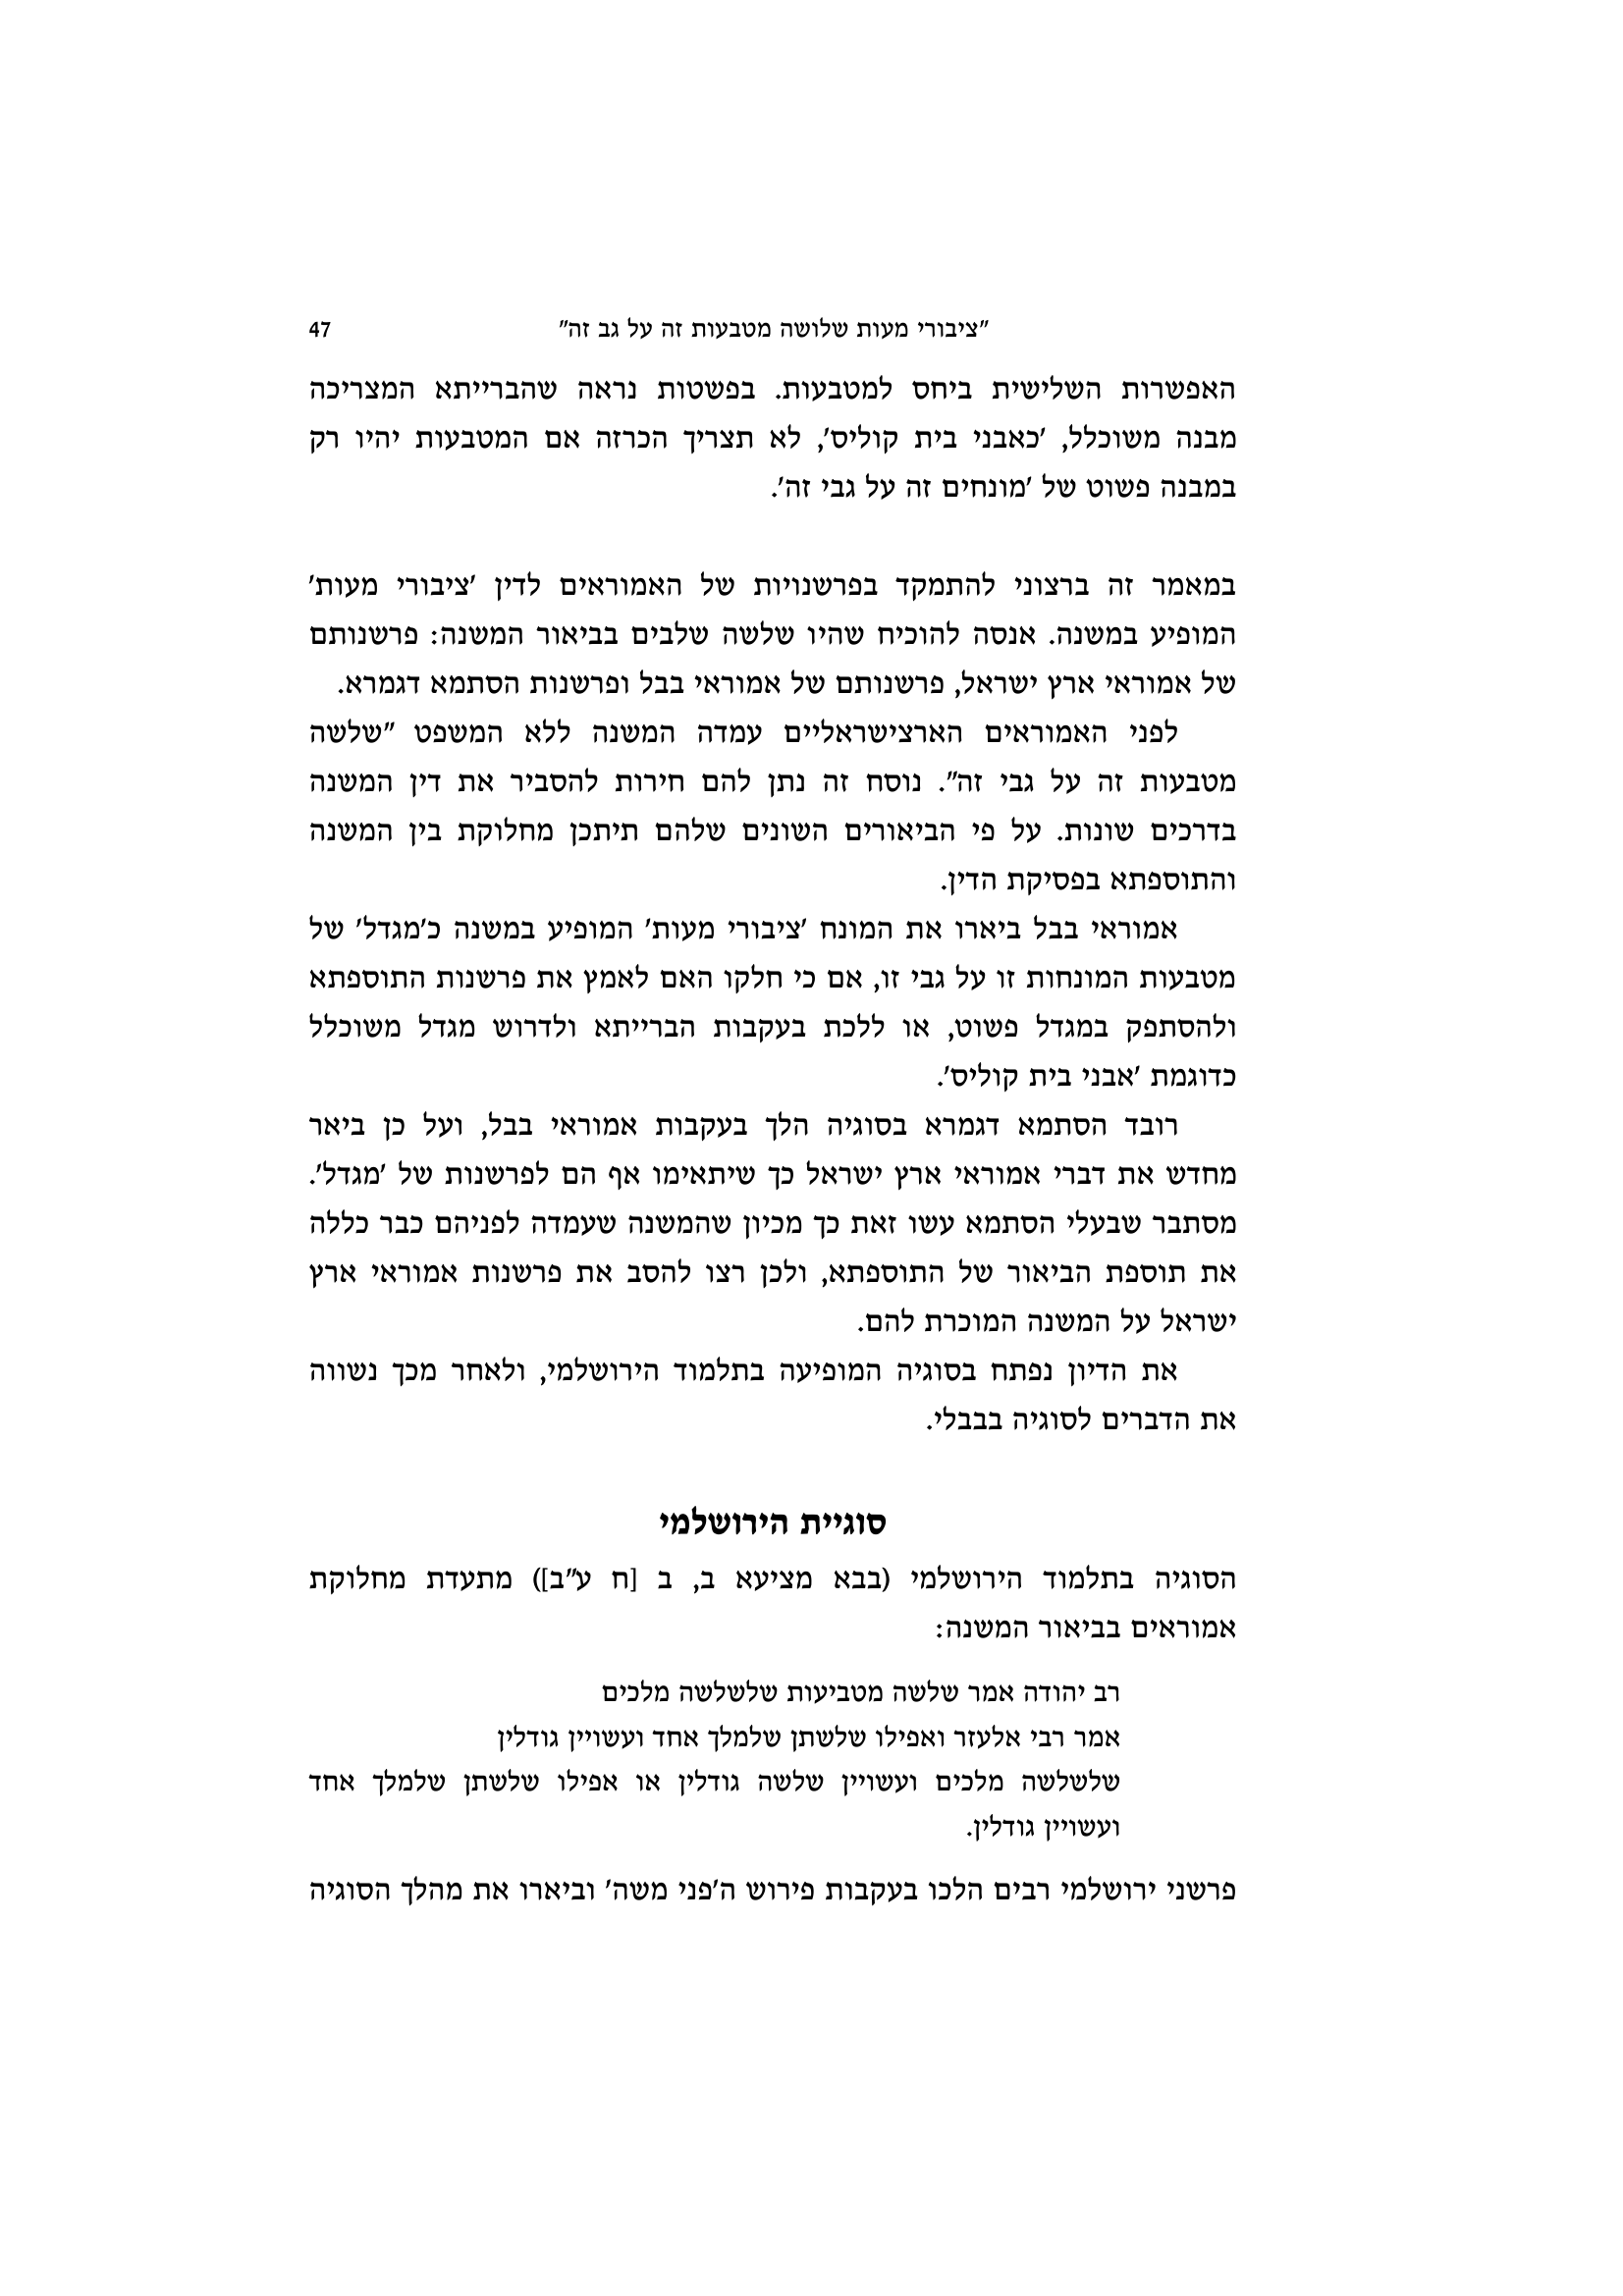 "ציבורי מעות שלושה מטבעות זה על גב זה" 47
האפשרות השלישית ביחס למטבעות. בפשטות נראה שהברייתא המצריכה
מבנה משוכלל, 'כאבני בית קוליס', לא תצריך הכרזה אם המטבעות יהיו רק
במבנה פשוט של 'מונחים זה על גבי זה'.
במאמר זה ברצוני להתמקד בפרשנויות של האמוראים לדין 'ציבורי מעות'
המופיע במשנה. אנסה להוכיח שהיו שלשה שלבים בביאור המשנה: פרשנותם
של אמוראי ארץ ישראל, פרשנותם של אמוראי בבל ופרשנות הסתמא דגמרא.
לפני האמוראים הארצישראליים עמדה המשנה ללא המשפט "שלשה
מטבעות זה על גבי זה". נוסח זה נתן להם חירות להסביר את דין המשנה
בדרכים שונות. על פי הביאורים השונים שלהם תיתכן מחלוקת בין המשנה
והתוספתא בפסיקת הדין.
אמוראי בבל ביארו את המונח 'ציבורי מעות' המופיע במשנה כ'מגדל' של
מטבעות המונחות זו על גבי זו, אם כי חלקו האם לאמץ את פרשנות התוספתא
ולהסתפק במגדל פשוט, או ללכת בעקבות הברייתא ולדרוש מגדל משוכלל
כדוגמת 'אבני בית קוליס'.
רובד הסתמא דגמרא בסוגיה הלך בעקבות אמוראי בבל, ועל כן ביאר
מחדש את דברי אמוראי ארץ ישראל כך שיתאימו אף הם לפרשנות של 'מגדל'.
מסתבר שבעלי הסתמא עשו זאת כך מכיון שהמשנה שעמדה לפניהם כבר כללה
את תוספת הביאור של התוספתא, ולכן רצו להסב את פרשנות אמוראי ארץ
ישראל על המשנה המוכרת להם.
את הדיון נפתח בסוגיה המופיעה בתלמוד הירושלמי, ולאחר מכך נשווה
את הדברים לסוגיה בבבלי.
סוגיית הירושלמי
הסוגיה בתלמוד הירושלמי (בבא מציעא ב, ב [ח ע"ב]) מתעדת מחלוקת
אמוראים בביאור המשנה:
רב יהודה אמר שלשה מטביעות שלשלשה מלכים
אמר רבי אלעזר ואפילו שלשתן שלמלך אחד ועשויין גודלין
שלשלשה מלכים ועשויין שלשה גודלין או אפילו שלשתן שלמלך אחד
ועשויין גודלין.
פרשני ירושלמי רבים הלכו בעקבות פירוש ה'פני משה' וביארו את מהלך הסוגיה